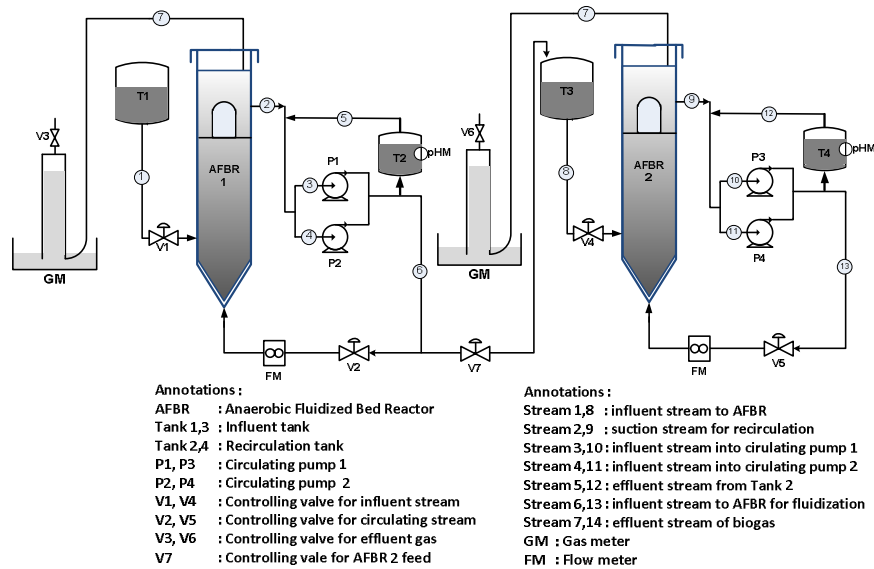 7
7
T1
T3
V3
V6
2
9
5
12
P1
P3
T2
pHM
T4
pHM
AFBR
1
AFBR
2
1
8
3
10
4
11
V1
V4
P2
P4
6
13
GM
GM
FM
V2
V7
FM
V5
Annotations :
AFBR : Anaerobic Fluidized Bed Reactor
Tank 1,3 : Influent tank
Tank 2,4 : Recirculation tank
P1, P3 : Circulating pump 1
P2, P4 : Circulating pump 2
V1, V4 : Controlling valve for influent stream
V2, V5 : Controlling valve for circulating stream
V3, V6 : Controlling valve for effluent gas
V7 : Controlling vale for AFBR 2 feed
Annotations :
Stream 1,8 : influent stream to AFBR
Stream 2,9 : suction stream for recirculation
Stream 3,10 : influent stream into cirulating pump 1
Stream 4,11 : influent stream into cirulating pump 2
Stream 5,12 : effluent stream from Tank 2
Stream 6,13 : influent stream to AFBR for fluidization
Stream 7,14 : effluent stream of biogas
GM : Gas meter
FM : Flow meter